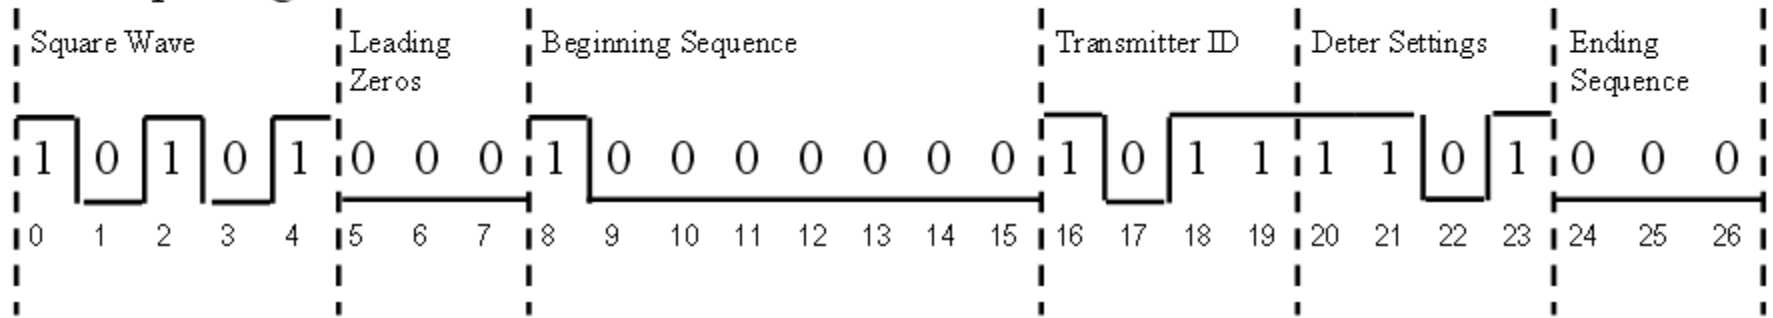 Square Wave
Leading
Zeros
Beginning Sequence
Transmitter ID
Deter Settings
Ending
Sequence
1 0 1 0 1 0 0 0 1 0 0 0 0 0 0 0 1 0 1 1 1 1 0 1 0 0 0
0 1 2 3 4 5 6 7 8 9 10 11 12 13 14 15 16 17 18 19 20 21 22 23 24 25 26